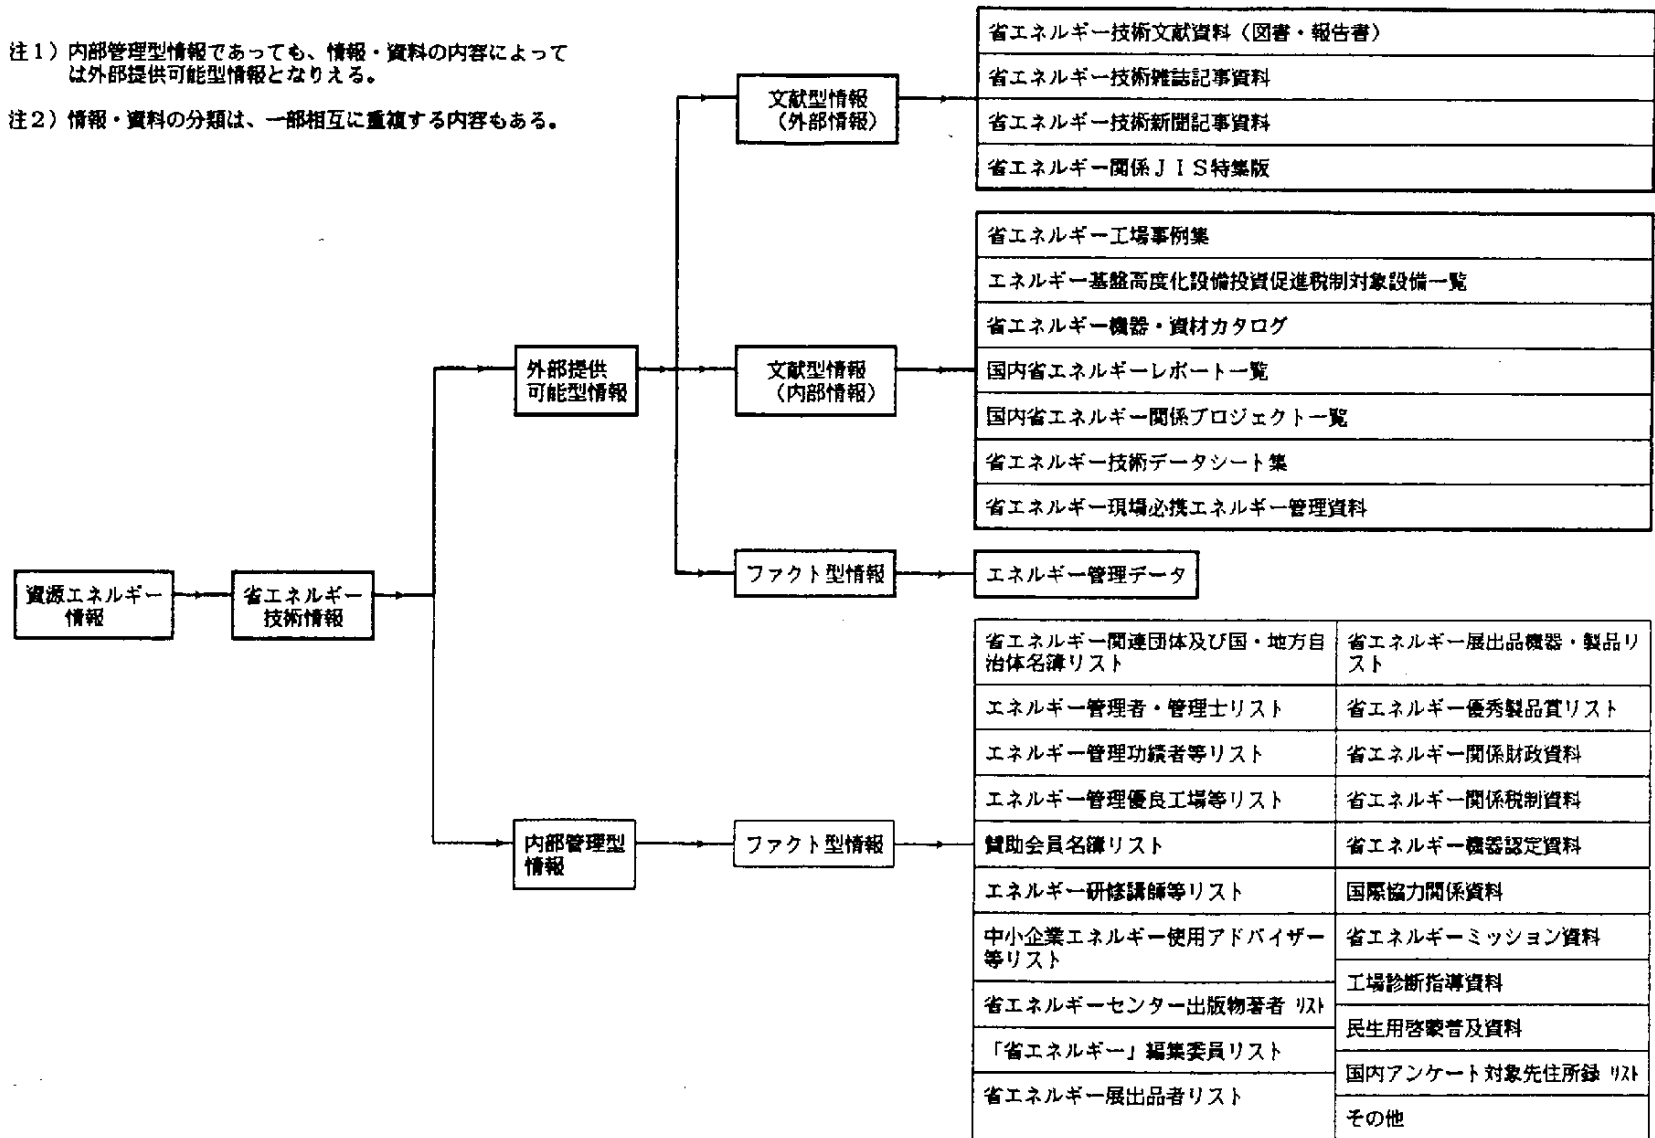 注1）内部管理型情報であっても、情報・資料の内容によって
は外部提供可能型情報となりえる。
注2）情報・資料の分類は、一部相互に重複する内容もある。
資源エネルギー
情報
省エネルギー
技術情報
外部提供
可能型情報
文献型情報
（外部情報）
省エネルギー技術文献資料（図書・報告書）
省エネルギー技術雑誌記事資料
省エネルギー技術新聞記事資料
省エネルギー関係ＪＩＳ特集版
文献型情報
（内部情報）
省エネルギー工場事例集
エネルギー基盤高度化設備投資促進税制対象設備一覧
省エネルギー機器・資材カタログ
国内省エネルギーレポート一覧
国内省エネルギー関係プロジェクト一覧
省エネルギー技術データシート集
省エネルギー現場必携エネルギー管理資料
ファクト型情報
エネルギー管理データ
内部管理型
情報
ファクト型情報
省エネルギー関連団体及び国・地方自
治体名簿リスト
エネルギー管理者・管理士リスト
エネルギー管理功績者等リスト
エネルギー管理優良工場等リスト
賛助会員名簿リスト
エネルギー研修講師等リスト
中小企業エネルギー使用アドバイザー
等リスト
省エネルギーセンター出版物著者 リスト
「省エネルギー」編集委員リスト
省エネルギー展出品者リスト
省エネルギー展出品機器・製品リ
スト
省エネルギー優秀製品賞リスト
省エネルギー関係財政資料
省エネルギー関係税制資料
省エネルギー機器認定資料
国際協力関係資料
省エネルギーミッション資料
工場診断指導資料
民生用啓蒙普及資料
国内アンケート対象先住所録 リスト
その他